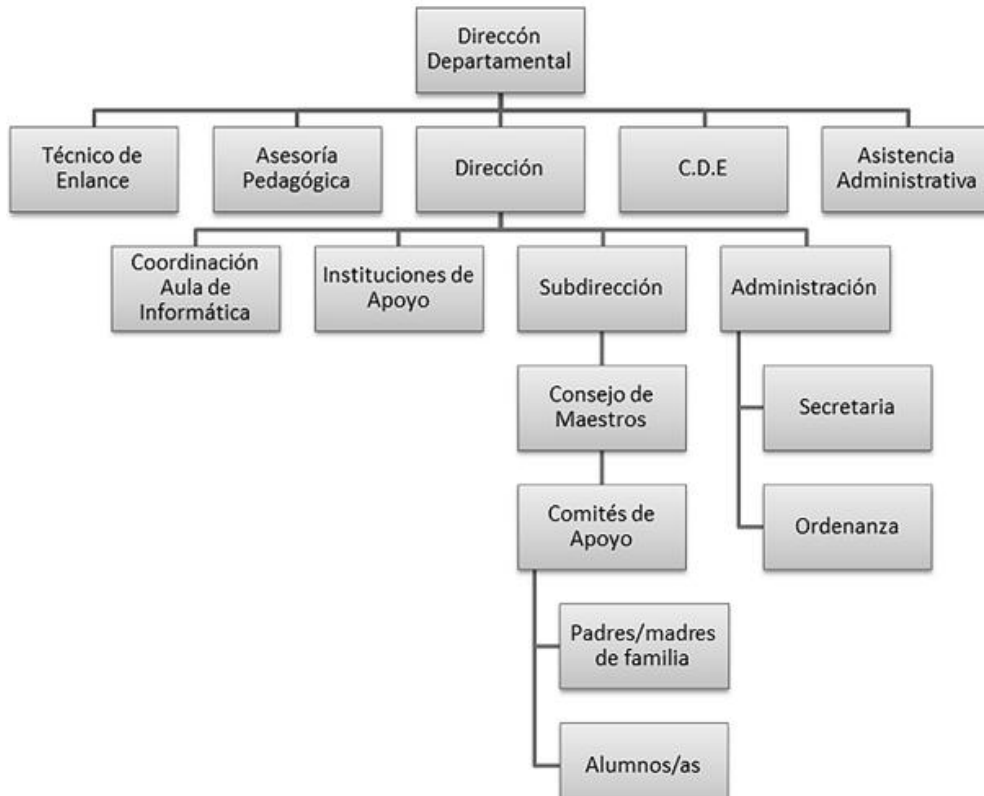 Direccón
Departamental
Técnico de
Enlance
Asesoría
Pedagógica
Dirección
C.D.E
Asistencia
Administrativa
Coordinación
Aula de
Informática
Instituciones de
Apoyo
Subdirección
Administración
Consejo de
Maestros
Secretaria
Comités de
Apoyo
Ordenanza
Padres/madres
de familia
Alumnos/as